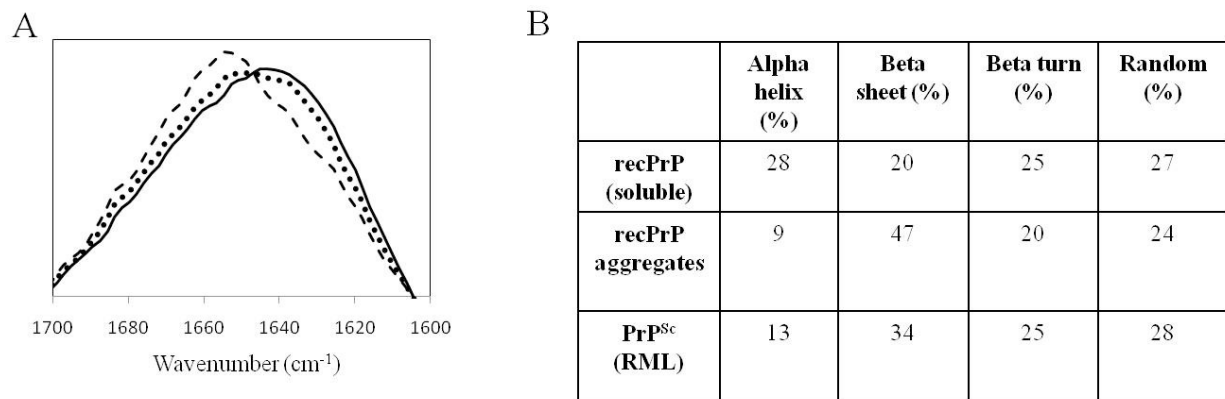 A
1700 1680 1660 1640 1620 1600
Wavenumber (cm⁻¹)
B
Alpha helix (%) Beta sheet (%) Beta turn (%) Random (%)
recPrP (soluble) 28 20 25 27
recPrP aggregates 9 47 20 24
PrPˢᶜ (RML) 13 34 25 28